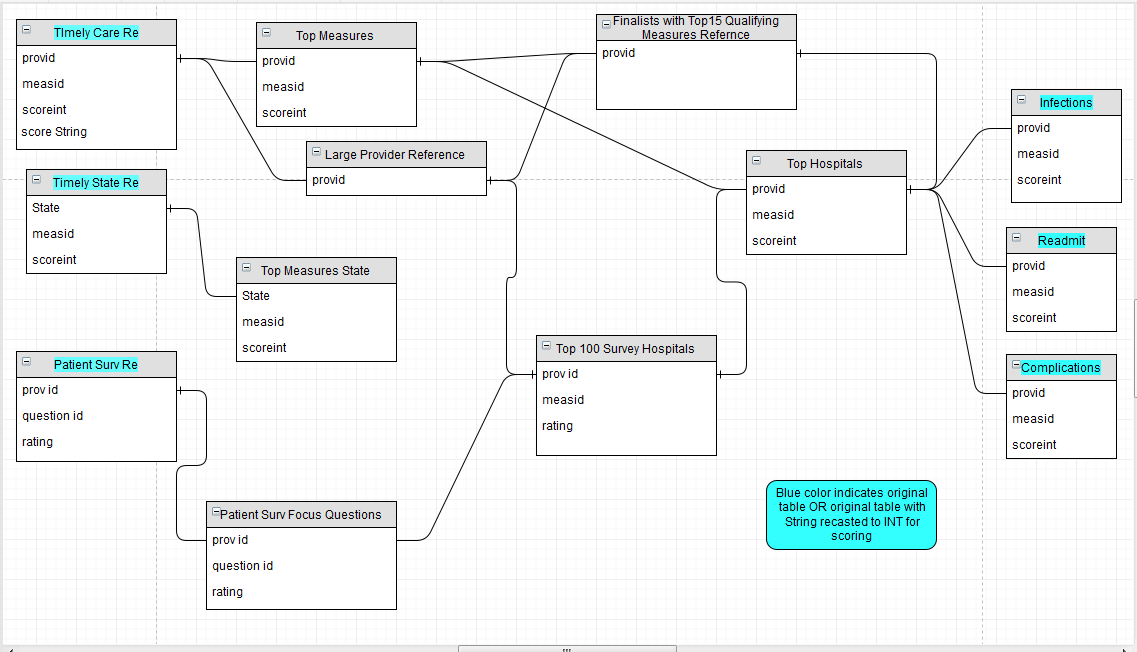 TImely Care Re
provid
measid
scoreint
score String
Top Measures
provid
measid
scoreint
Finalists with Top15 Qualifying
Measures Refernce
provid
Large Provider Reference
provid
Infections
provid
measid
scoreint
Top Hospitals
provid
measid
scoreint
Timely State Re
State
measid
scoreint
Readmit
provid
measid
scoreint
Top Measures State
State
measid
scoreint
Top 100 Survey Hospitals
prov id
measid
rating
Patient Surv Re
prov id
question id
rating
Complications
provid
measid
scoreint
Patient Surv Focus Questions
prov id
question id
rating
Blue color indicates original
table OR original table with
String recasted to INT for
scoring